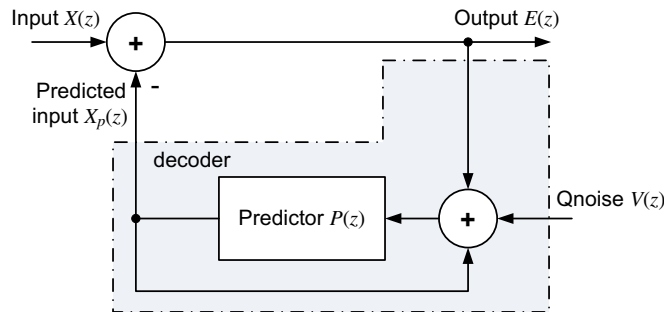 Input X(z)
Output E(z)
+
Predicted
input Xₚ(z)
-
decoder
Predictor P(z)
+
Qnoise V(z)